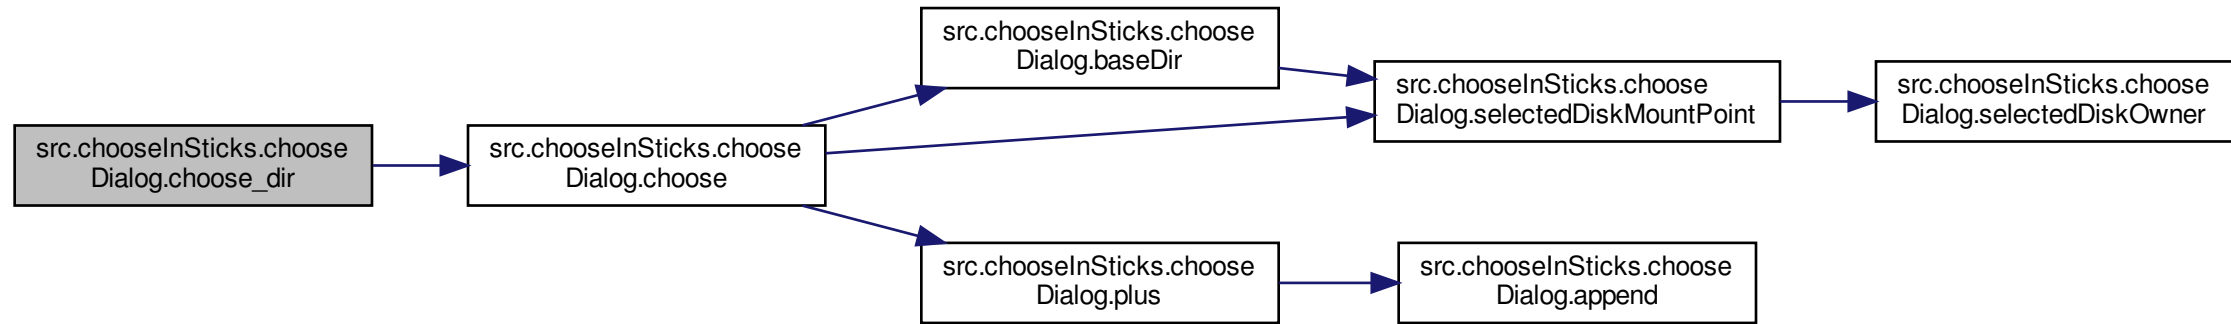 src.chooseInSticks.choose
Dialog.choose_dir
src.chooseInSticks.choose
Dialog.choose
src.chooseInSticks.choose
Dialog.baseDir
src.chooseInSticks.choose
Dialog.selectedDiskMountPoint
src.chooseInSticks.choose
Dialog.selectedDiskOwner
src.chooseInSticks.choose
Dialog.plus
src.chooseInSticks.choose
Dialog.append